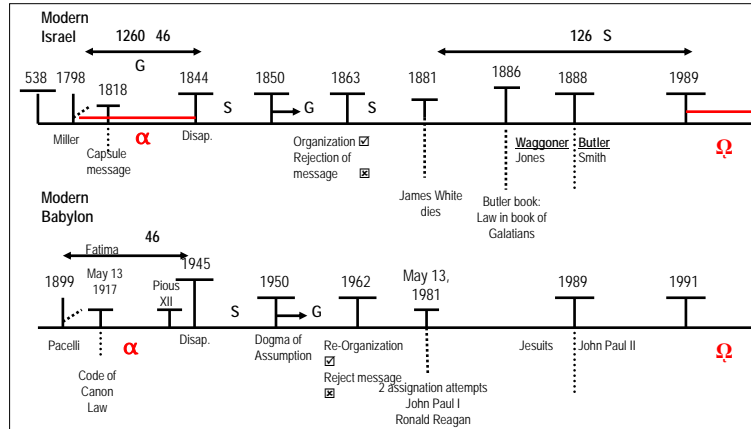 Modern
Israel
1260 46
G
126 S
538
1798
1818
1844
1850
1863
1881
1886
1888
1989
S
G
S
Miller
α
Disap.
Capsule
message
Organization ☑
Rejection of
message ☒
James White
dies
Butler book:
Law in book of
Galatians
Waggoner
Jones
Butler
Smith
Ω
Modern
Babylon
46
Fatima
1899
May 13
1917
Pious
XII
1945
1950
1962
May 13,
1981
1989
1991
S
G
Pacelli
α
Disap.
Dogma of
Assumption
Re-Organization
☑
Reject message
☒
Code of
Canon
Law
2 assignation attempts
John Paul I
Ronald Reagan
Jesuits
John Paul II
Ω